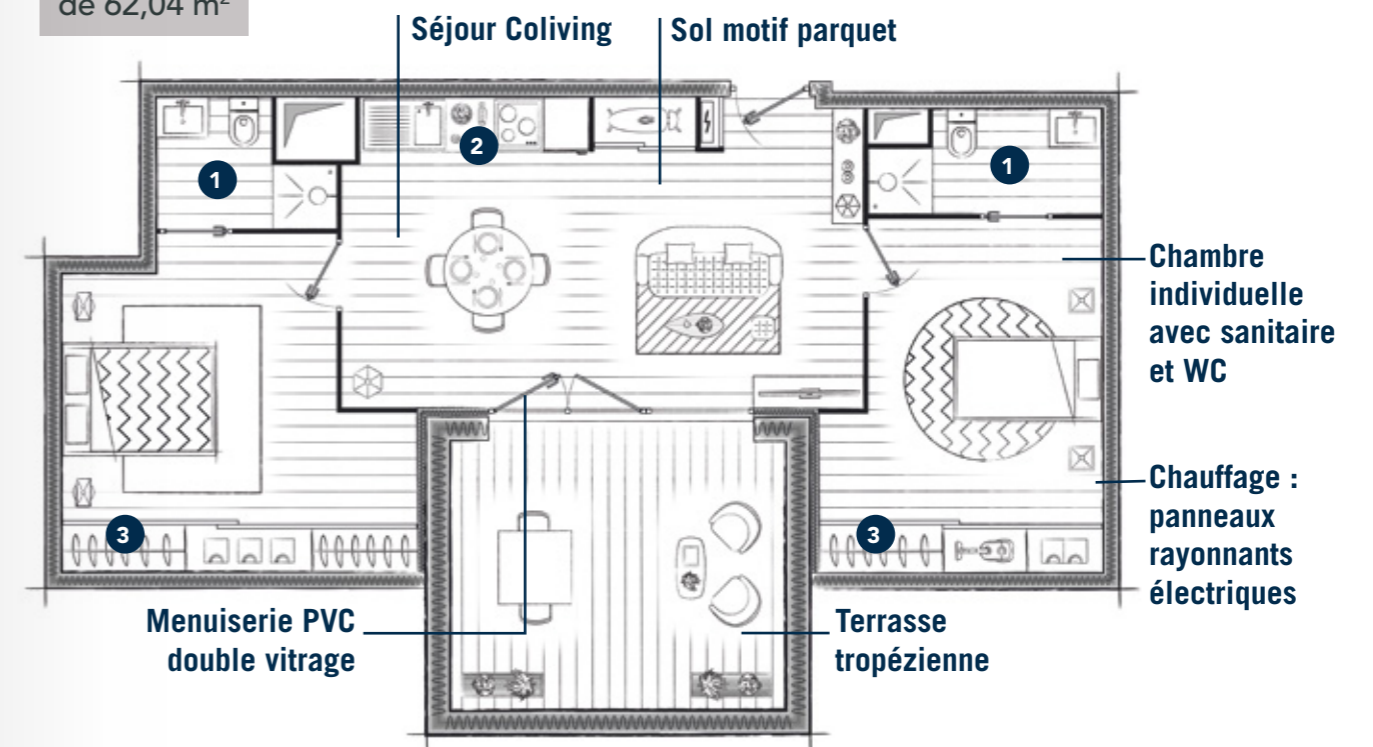 de 62,04 m²
Séjour Coliving
Sol motif parquet
2
1
1
Chambre
individuelle
avec sanitaire
et WC
Chauffage :
panneaux
rayonnants
électriques
3
3
Menuiserie PVC
double vitrage
Terrasse
tropézienne